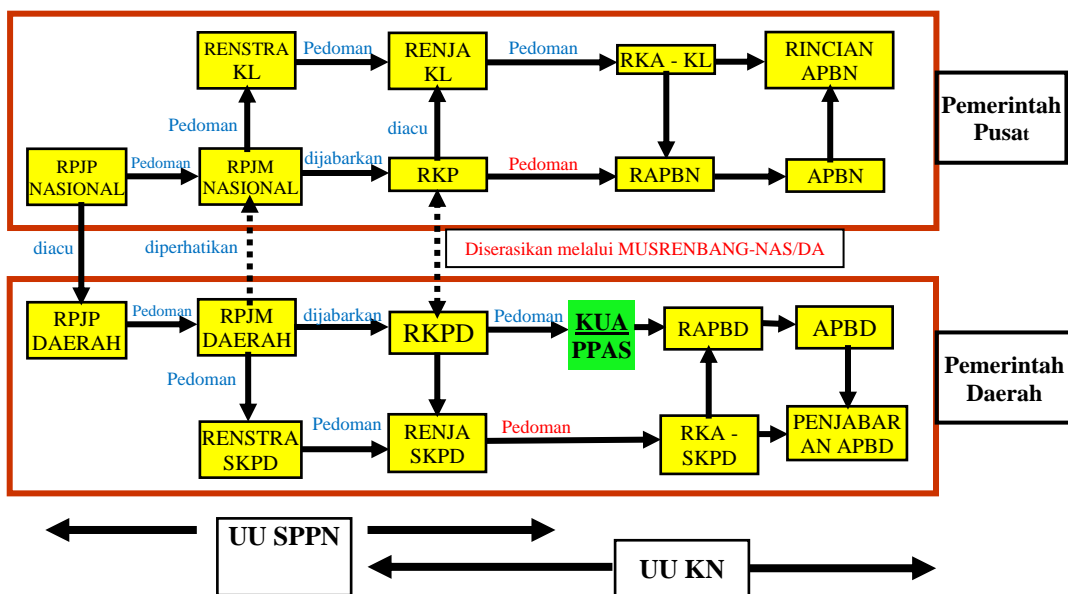 RENSTRA
KL
Pedoman
RENJA
KL
Pedoman
RKA - KL
RINCIAN
APBN
Pemerintah
Pusat
Pedoman
diacu
RPJP
NASIONAL
Pedoman
RPJM
NASIONAL
dijabarkan
RKP
Pedoman
RAPBN
APBN
diacu
diperhatikan
Diserasikan melalui MUSRENBANG-NAS/DA
RPJP
DAERAH
Pedoman
RPJM
DAERAH
dijabarkan
RKPD
Pedoman
KUA
PPAS
RAPBD
APBD
Pemerintah
Daerah
Pedoman
RENSTRA
SKPD
Pedoman
RENJA
SKPD
Pedoman
RKA -
SKPD
PENJABAR
AN APBD
UU SPPN
UU KN